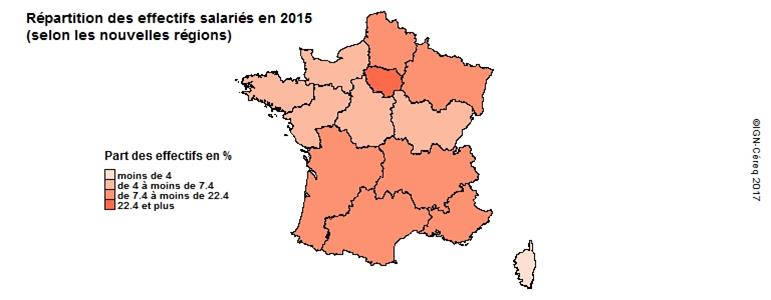 Répartition des effectifs salariés en 2015
(selon les nouvelles régions)
Part des effectifs en %
moins de 4
de 4 à moins de 7.4
de 7.4 à moins de 22.4
22.4 et plus
©IGN-Céreq 2017